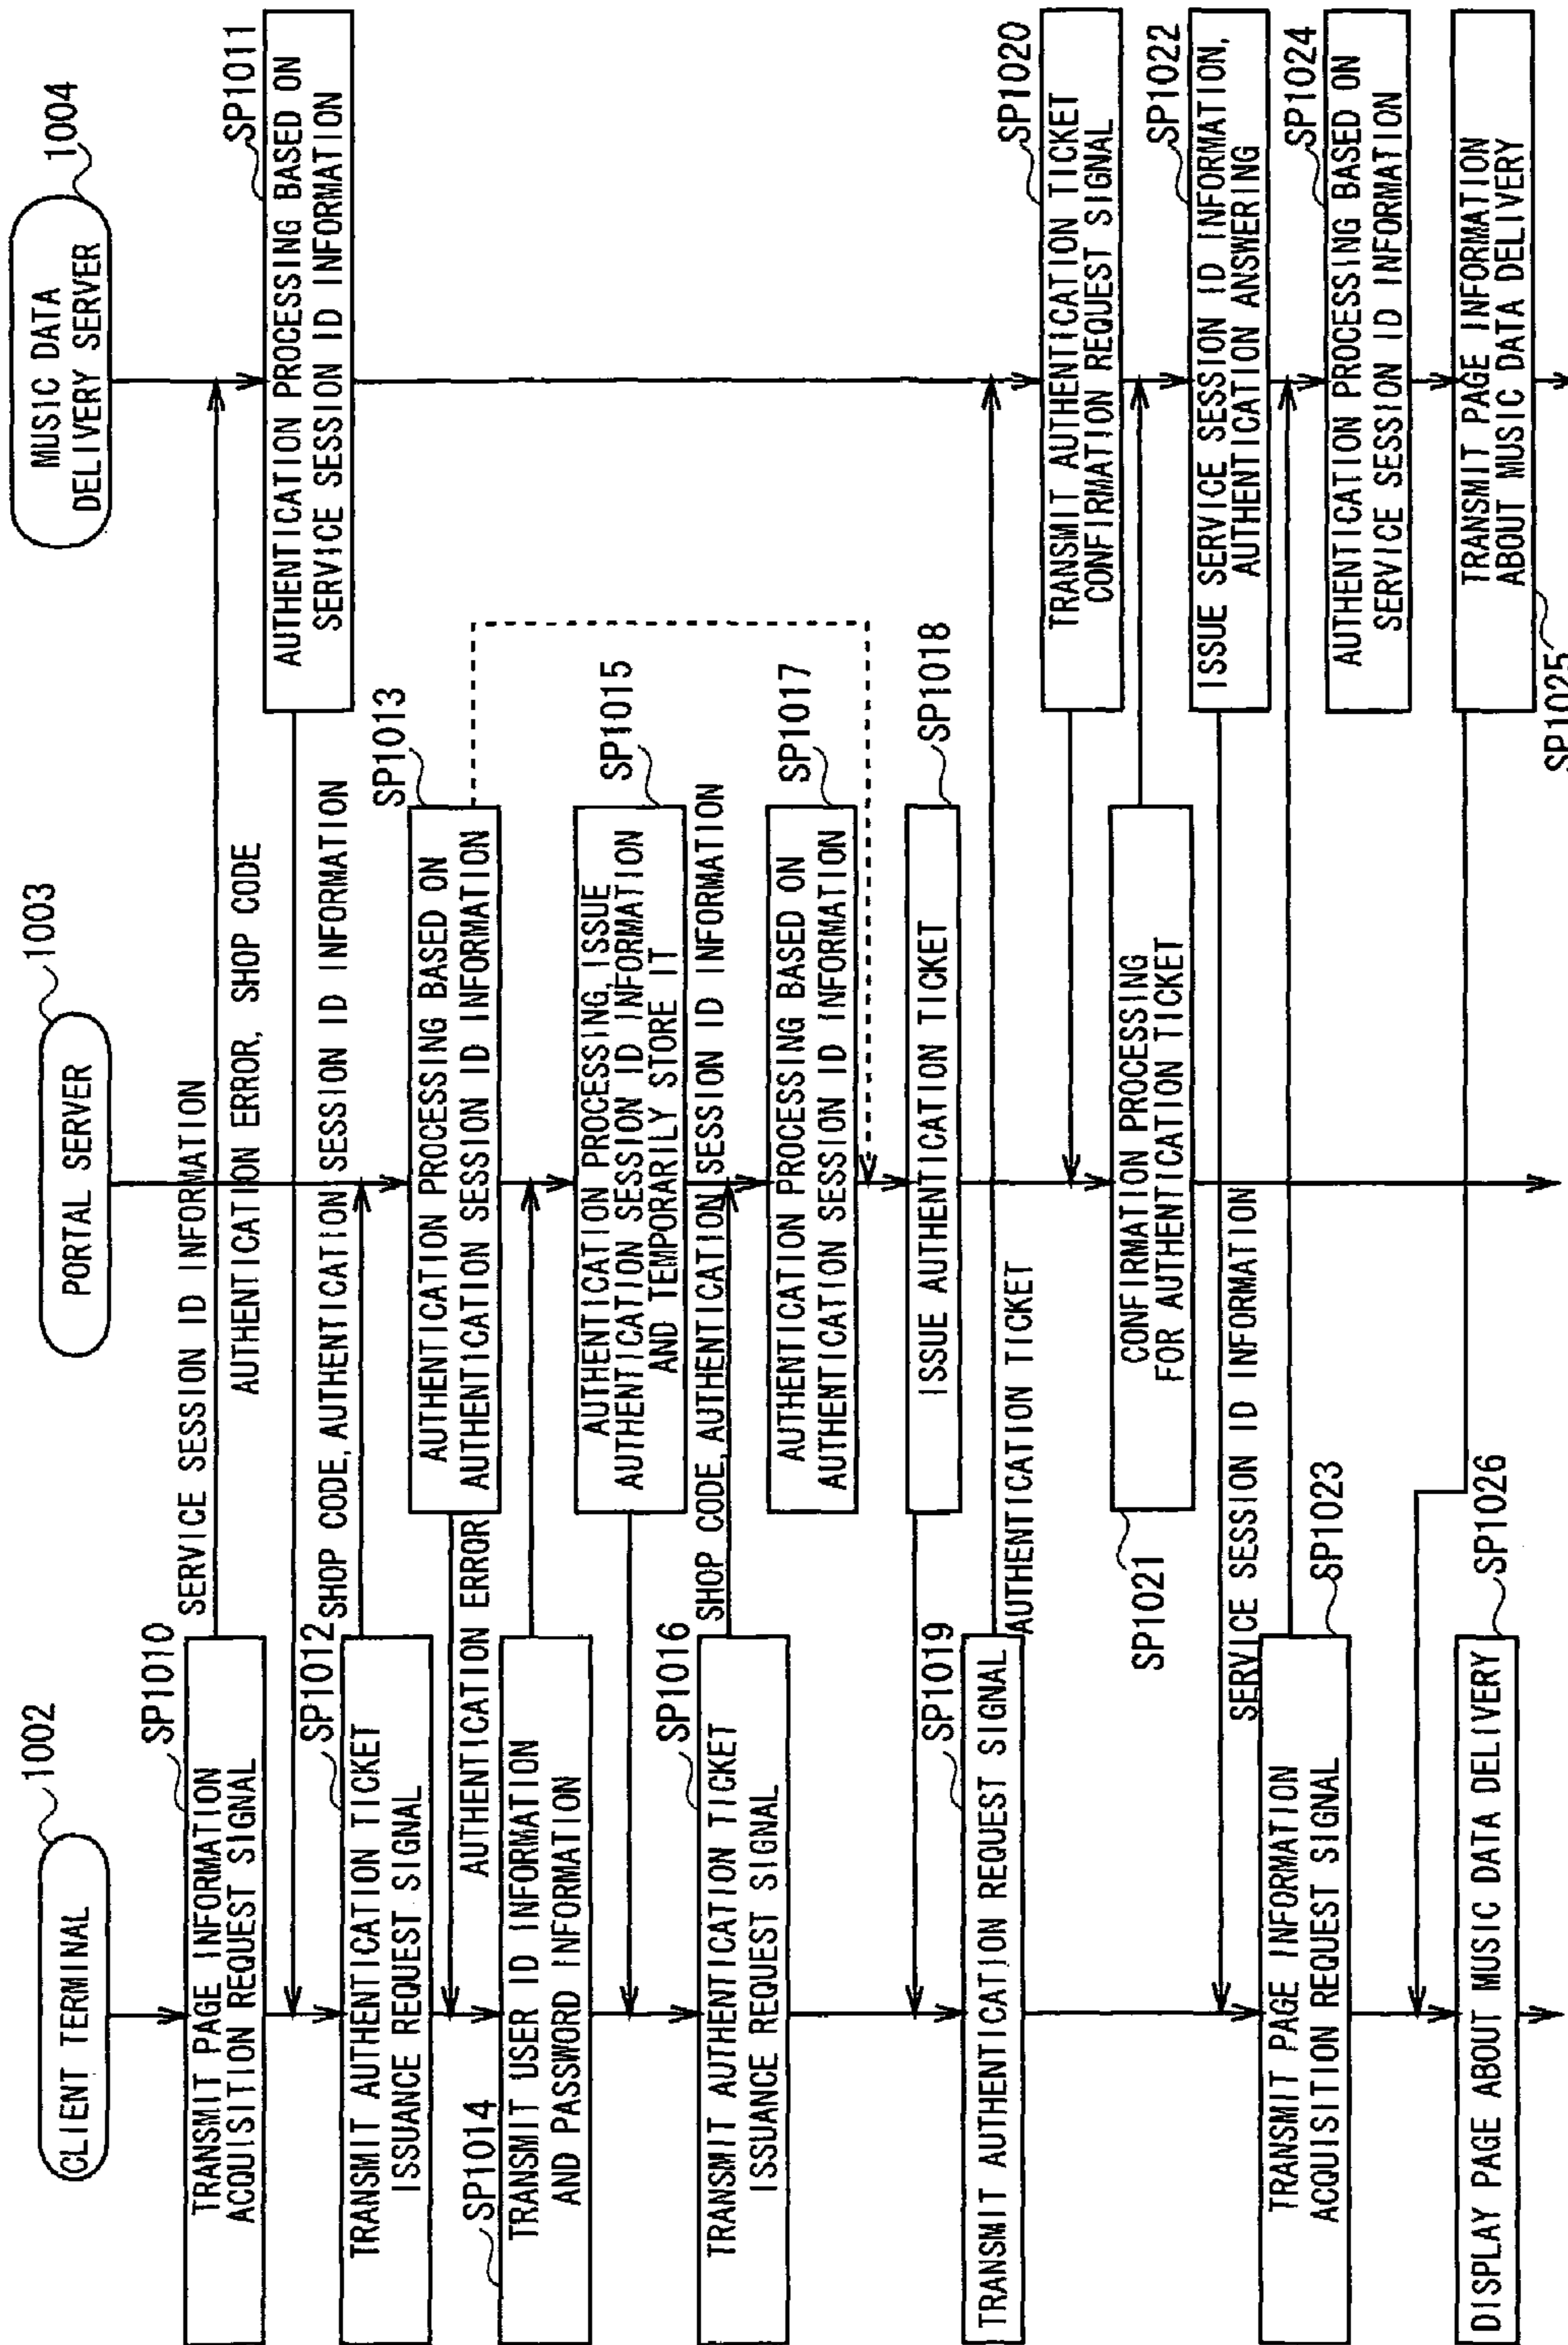 CLIENT TERMINAL
1002
PORTAL SERVER
1003
MUSIC DATA
DELIVERY SERVER
1004
SP1010
TRANSMIT PAGE INFORMATION
ACQUISITION REQUEST SIGNAL
SERVICE SESSION ID INFORMATION
SP1011
AUTHENTICATION PROCESSING BASED ON
SERVICE SESSION ID INFORMATION
AUTHENTICATION ERROR, SHOP CODE
SP1012
TRANSMIT AUTHENTICATION TICKET
ISSUANCE REQUEST SIGNAL
SHOP CODE, AUTHENTICATION SESSION ID INFORMATION
SP1013
AUTHENTICATION PROCESSING BASED ON
AUTHENTICATION SESSION ID INFORMATION
AUTHENTICATION ERROR
SP1014
TRANSMIT USER ID INFORMATION
AND PASSWORD INFORMATION
SP1015
AUTHENTICATION PROCESSING, ISSUE
AUTHENTICATION SESSION ID INFORMATION
AND TEMPORARILY STORE IT
SP1016
TRANSMIT AUTHENTICATION TICKET
ISSUANCE REQUEST SIGNAL
SHOP CODE, AUTHENTICATION SESSION ID INFORMATION
SP1017
AUTHENTICATION PROCESSING BASED ON
AUTHENTICATION SESSION ID INFORMATION
SP1018
ISSUE AUTHENTICATION TICKET
SP1019
TRANSMIT AUTHENTICATION REQUEST SIGNAL
AUTHENTICATION TICKET
SP1020
TRANSMIT AUTHENTICATION TICKET
CONFIRMATION REQUEST SIGNAL
SP1021
CONFIRMATION PROCESSING
FOR AUTHENTICATION TICKET
SP1022
ISSUE SERVICE SESSION ID INFORMATION,
AUTHENTICATION ANSWERING
SERVICE SESSION ID INFORMATION
SP1023
TRANSMIT PAGE INFORMATION
ACQUISITION REQUEST SIGNAL
SP1024
AUTHENTICATION PROCESSING BASED ON
SERVICE SESSION ID INFORMATION
SP1025
TRANSMIT PAGE INFORMATION
ABOUT MUSIC DATA DELIVERY
SP1026
DISPLAY PAGE ABOUT MUSIC DATA DELIVERY